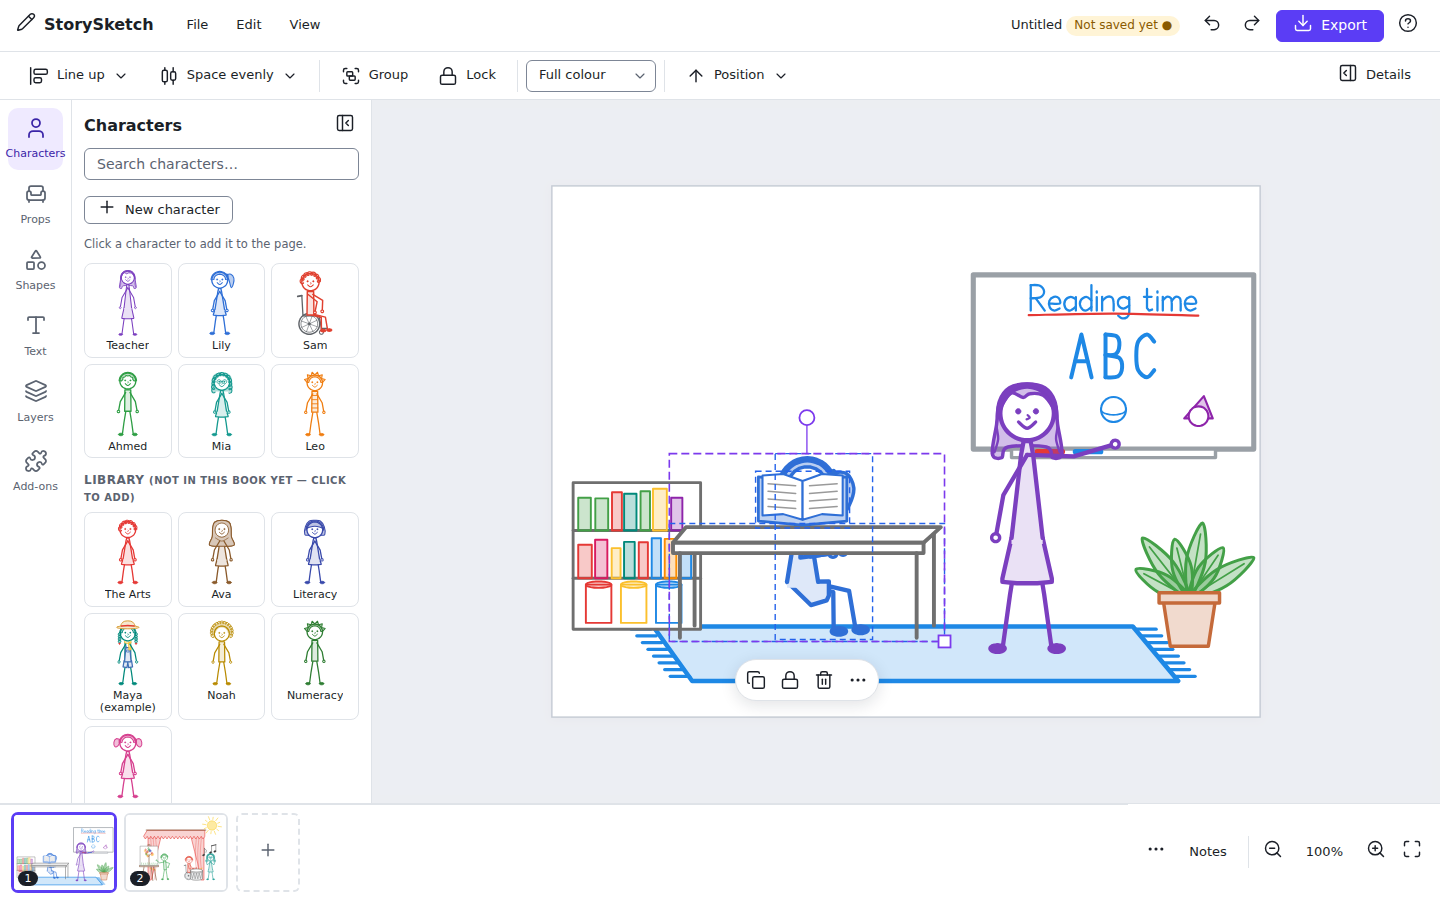 StorySketch
File
Edit
View
Untitled
Not saved yet
Export
Line up
Space evenly
Group
Lock
Full colour
Position
Details
Characters
Props
Shapes
Text
Layers
Add-ons
Characters
Search characters…
New character
Click a character to add it to the page.
Teacher
Lily
Sam
Ahmed
Mia
Leo
LIBRARY (NOT IN THIS BOOK YET — CLICK
TO ADD)
The Arts
Ava
Literacy
Maya
(example)
Noah
Numeracy
Reading time
ABC
Reading time
ABC
1
2
Notes
100%